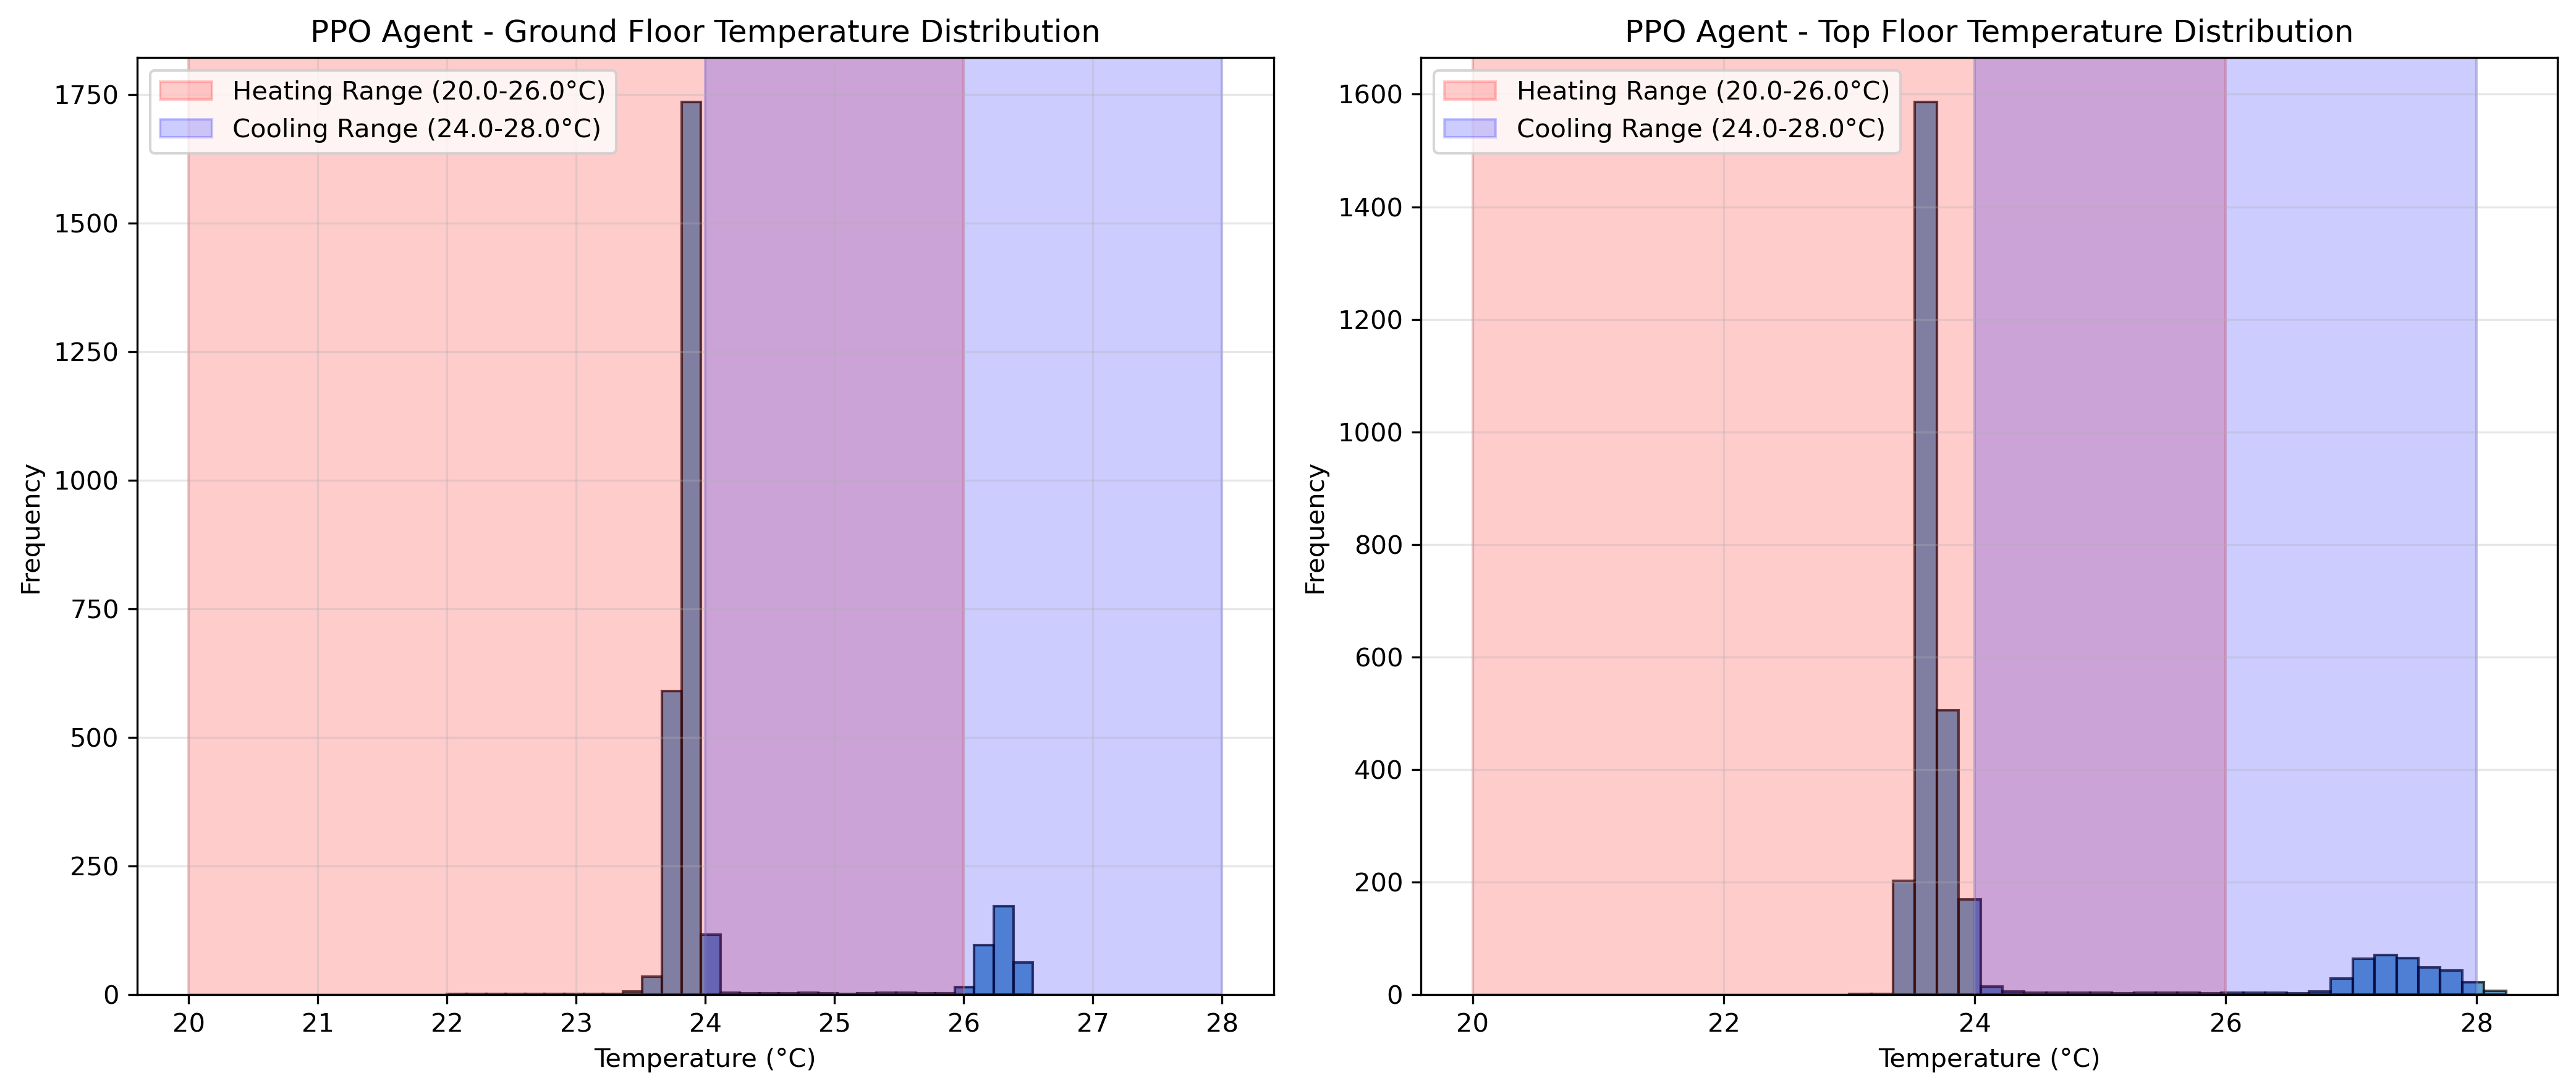 PPO Agent - Ground Floor Temperature Distribution
Heating Range (20.0-26.0°C)
Cooling Range (24.0-28.0°C)
1750
1500
1250
1000
750
500
250
0
Frequency
20 21 22 23 24 25 26 27 28
Temperature (°C)
PPO Agent - Top Floor Temperature Distribution
Heating Range (20.0-26.0°C)
Cooling Range (24.0-28.0°C)
1600
1400
1200
1000
800
600
400
200
0
Frequency
20 22 24 26 28
Temperature (°C)